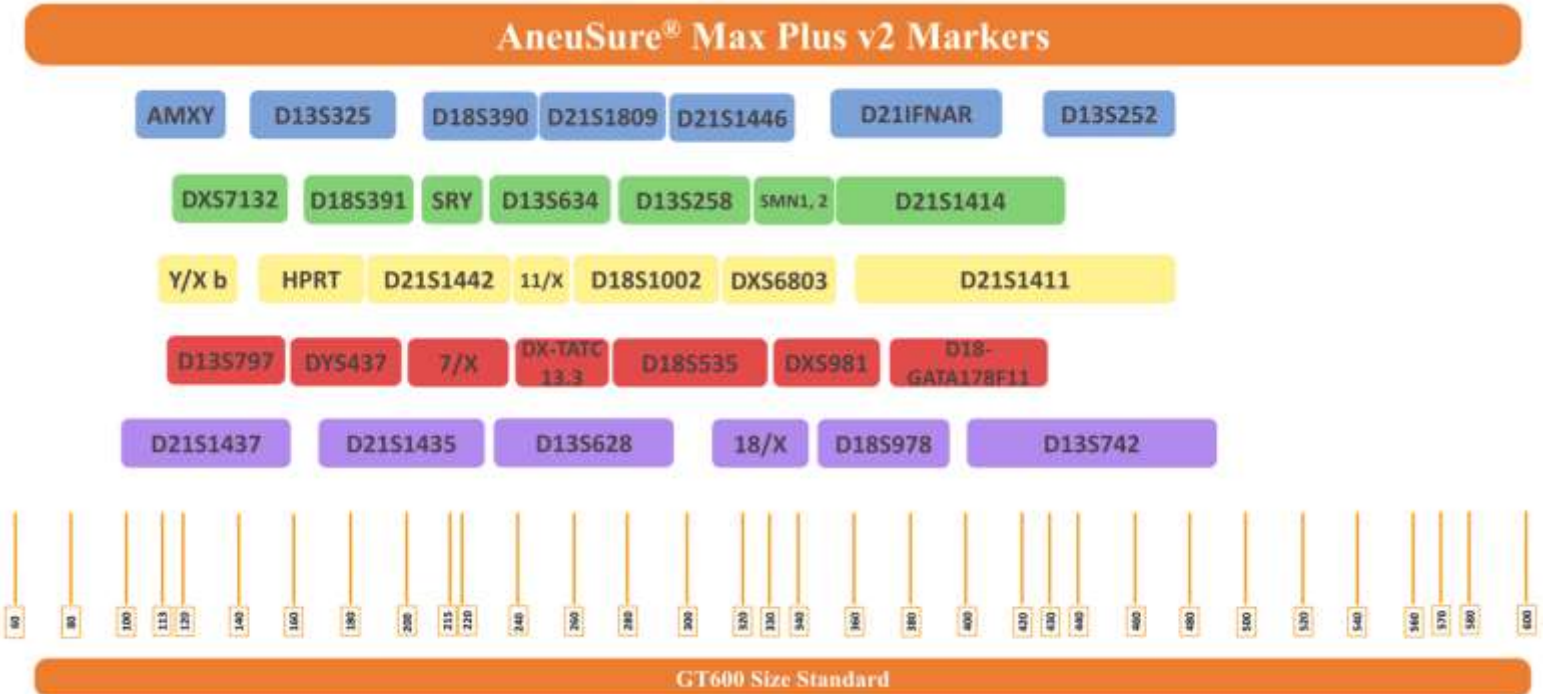 AneuSure® Max Plus v2 Markers
AMXY D13S325 D18S390 D21S1809 D21S1446 D21IFNAR D13S252
DXS7132 D18S391 SRY D13S634 D13S258 SMN1, 2 D21S1414
Y/X b HPRT D21S1442 11/X D18S1002 DXS6803 D21S1411
D13S797 DYS437 7/X DX-TATC 13.3 D18S535 DXS981 D18-GATA178F11
D21S1437 D21S1435 D13S628 18/X D18S978 D13S742
60 80 100 113 120 140 160 180 200 215 220 240 260 280 300 320 330 340 360 380 400 420 430 440 460 480 500 520 540 560 570 580 600
GT600 Size Standard